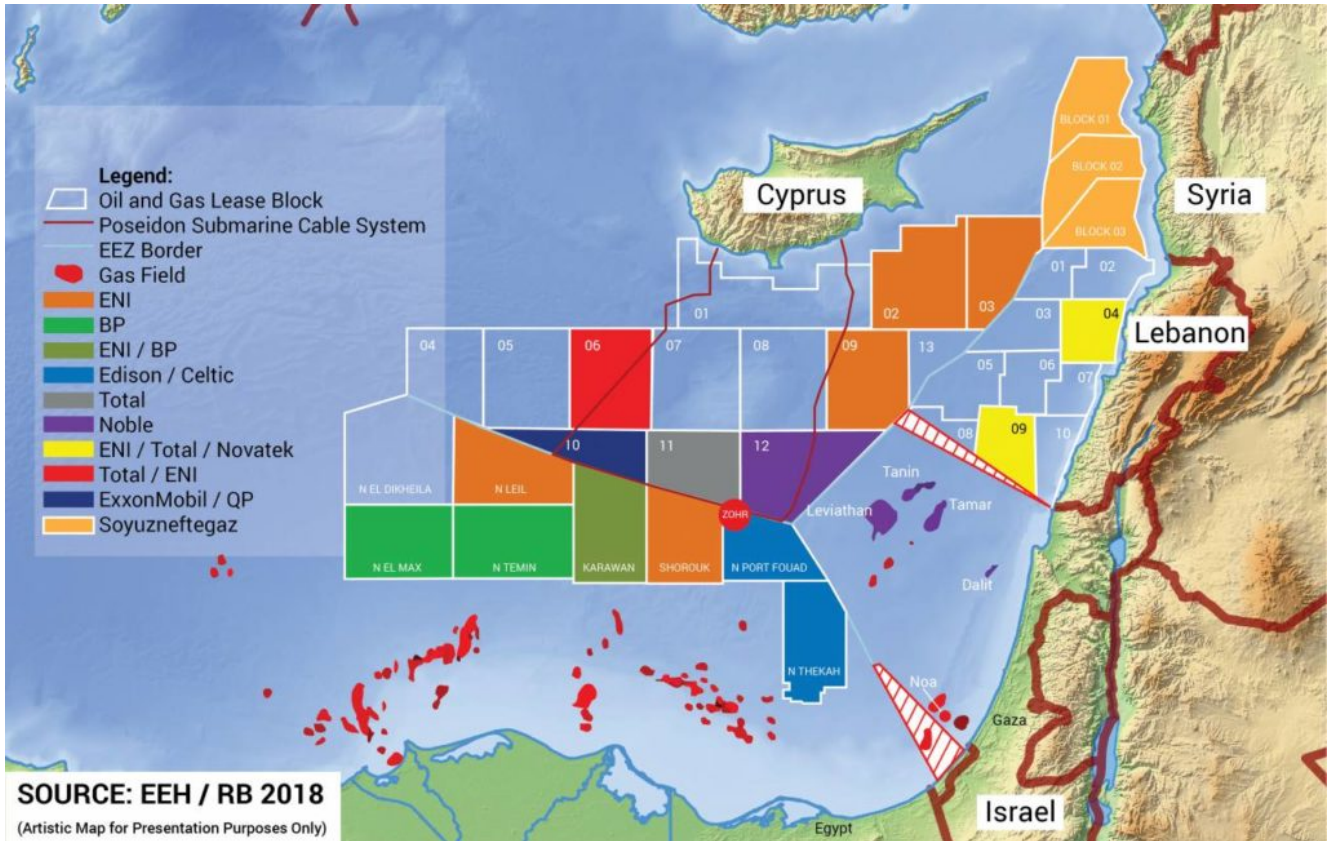 Legend:
Oil and Gas Lease Block
Poseidon Submarine Cable System
EEZ Border
Gas Field
ENI
BP
ENI / BP
Edison / Celtic
Total
Noble
ENI / Total / Novatek
Total / ENI
ExxonMobil / QP
Soyuzneftegaz
BLOCK 01
BLOCK 02
BLOCK 03
Cyprus
Syria
Lebanon
01
02
03
01
02
03
04
04
05
06
07
08
09
13
05
06
07
10
11
12
08
09
10
N EL DIKHEILA
N LEIL
ZOHR
Tanin
Leviathan
Tamar
Dalit
N EL MAX
N TEMIN
KARAWAN
SHOROUK
N PORT FOUAD
N THEKAH
Noa
Gaza
Israel
Egypt
SOURCE: EEH / RB 2018
(Artistic Map for Presentation Purposes Only)